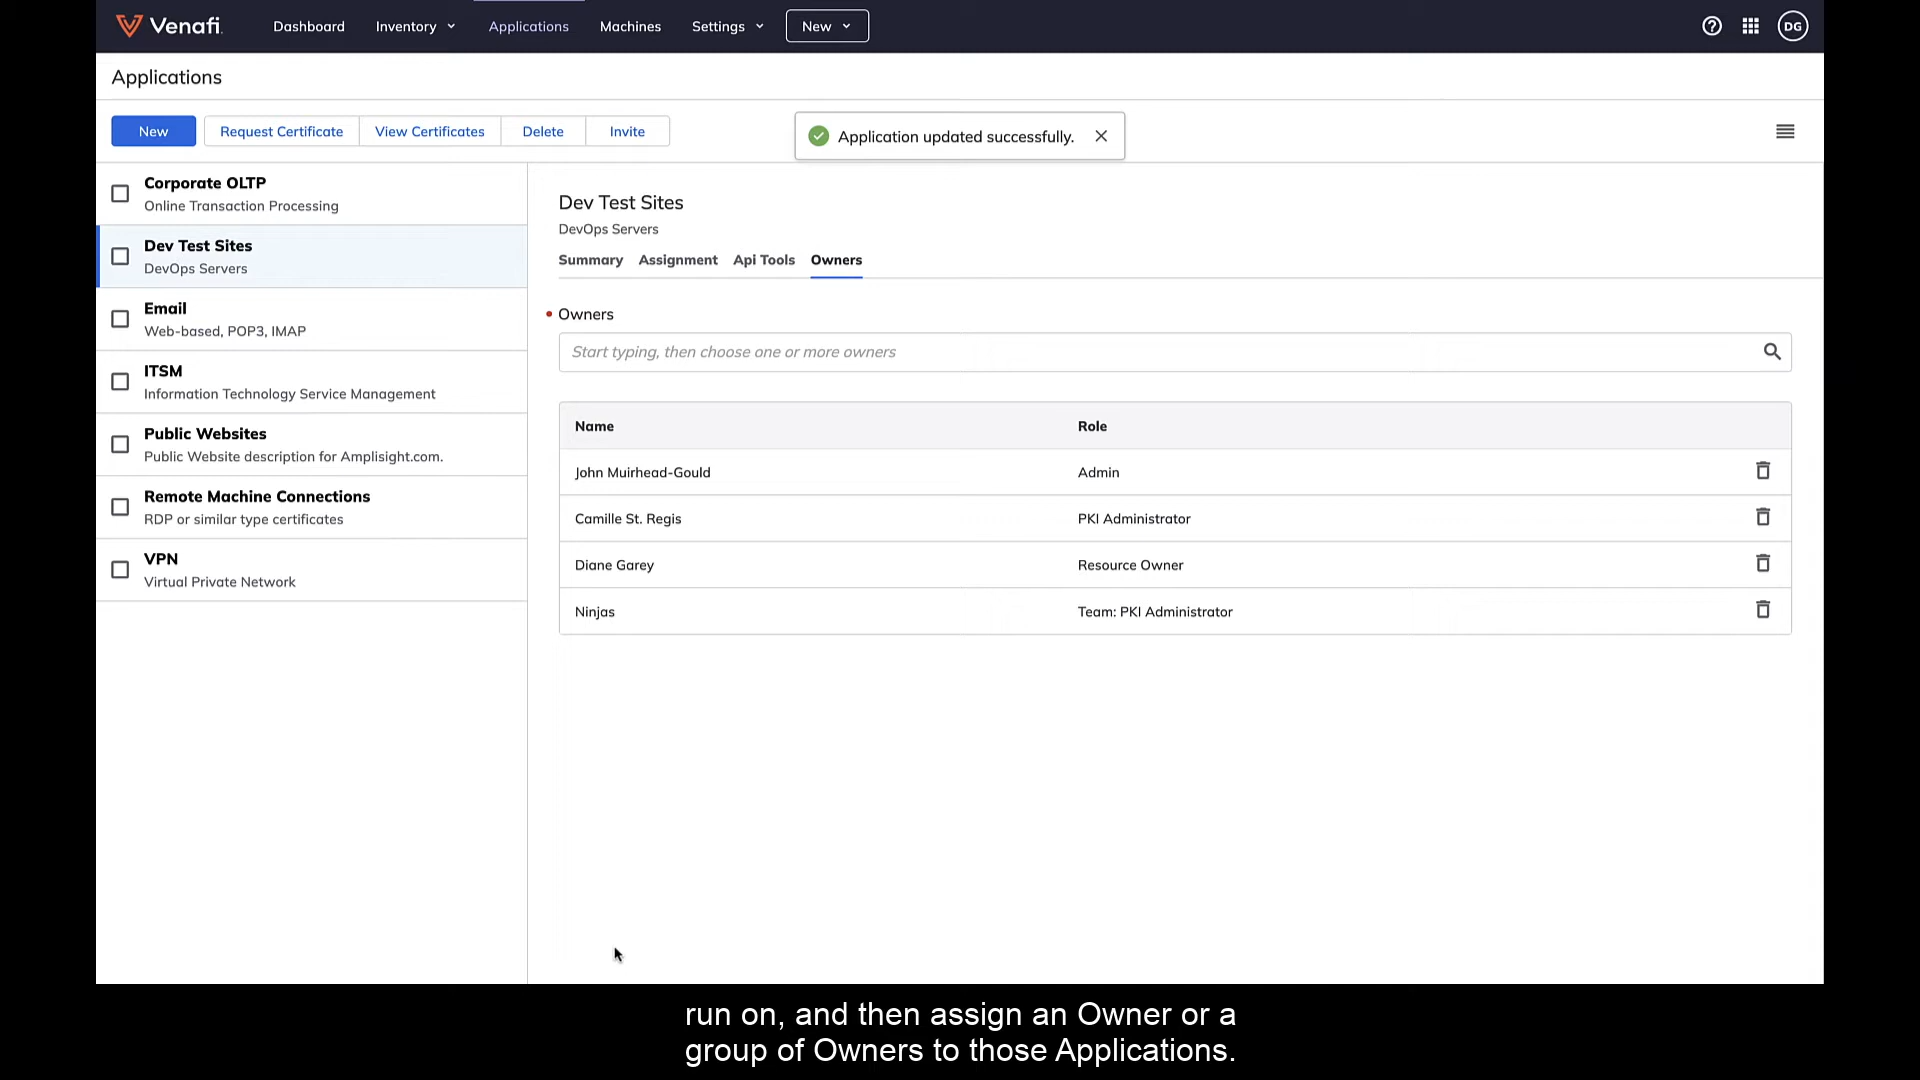 Venafi
Dashboard Inventory Applications Machines Settings New DG
Applications
New Request Certificate View Certificates Delete Invite
Application updated successfully.
Corporate OLTP
Online Transaction Processing
Dev Test Sites
DevOps Servers
Email
Web-based, POP3, IMAP
ITSM
Information Technology Service Management
Public Websites
Public Website description for Amplisight.com.
Remote Machine Connections
RDP or similar type certificates
VPN
Virtual Private Network
Dev Test Sites
DevOps Servers
Summary Assignment Api Tools Owners
Owners
Start typing, then choose one or more owners
Name Role
John Muirhead-Gould Admin
Camille St. Regis PKI Administrator
Diane Garey Resource Owner
Ninjas Team: PKI Administrator
run on, and then assign an Owner or a
group of Owners to those Applications.